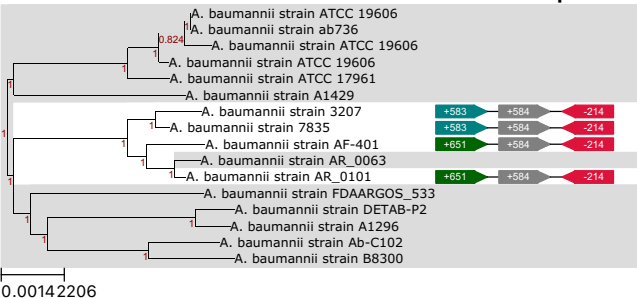 A. baumannii strain ATCC 19606
1 A. baumannii strain ab736
0.824 A. baumannii strain ATCC 19606
1 A. baumannii strain ATCC 19606
1 A. baumannii strain ATCC 17961
1 A. baumannii strain A1429
A. baumannii strain 3207 +583 +584 -214
1 A. baumannii strain 7835 +583 +584 -214
1
A. baumannii strain AF-401 +651 +584 -214
1 A. baumannii strain AR_0063
1 1 A. baumannii strain AR_0101 +651 +584 -214
A. baumannii strain FDAARGOS_533
A. baumannii strain DETAB-P2
1 1 A. baumannii strain A1296
1 A. baumannii strain Ab-C102
1 A. baumannii strain B8300
0.00142206